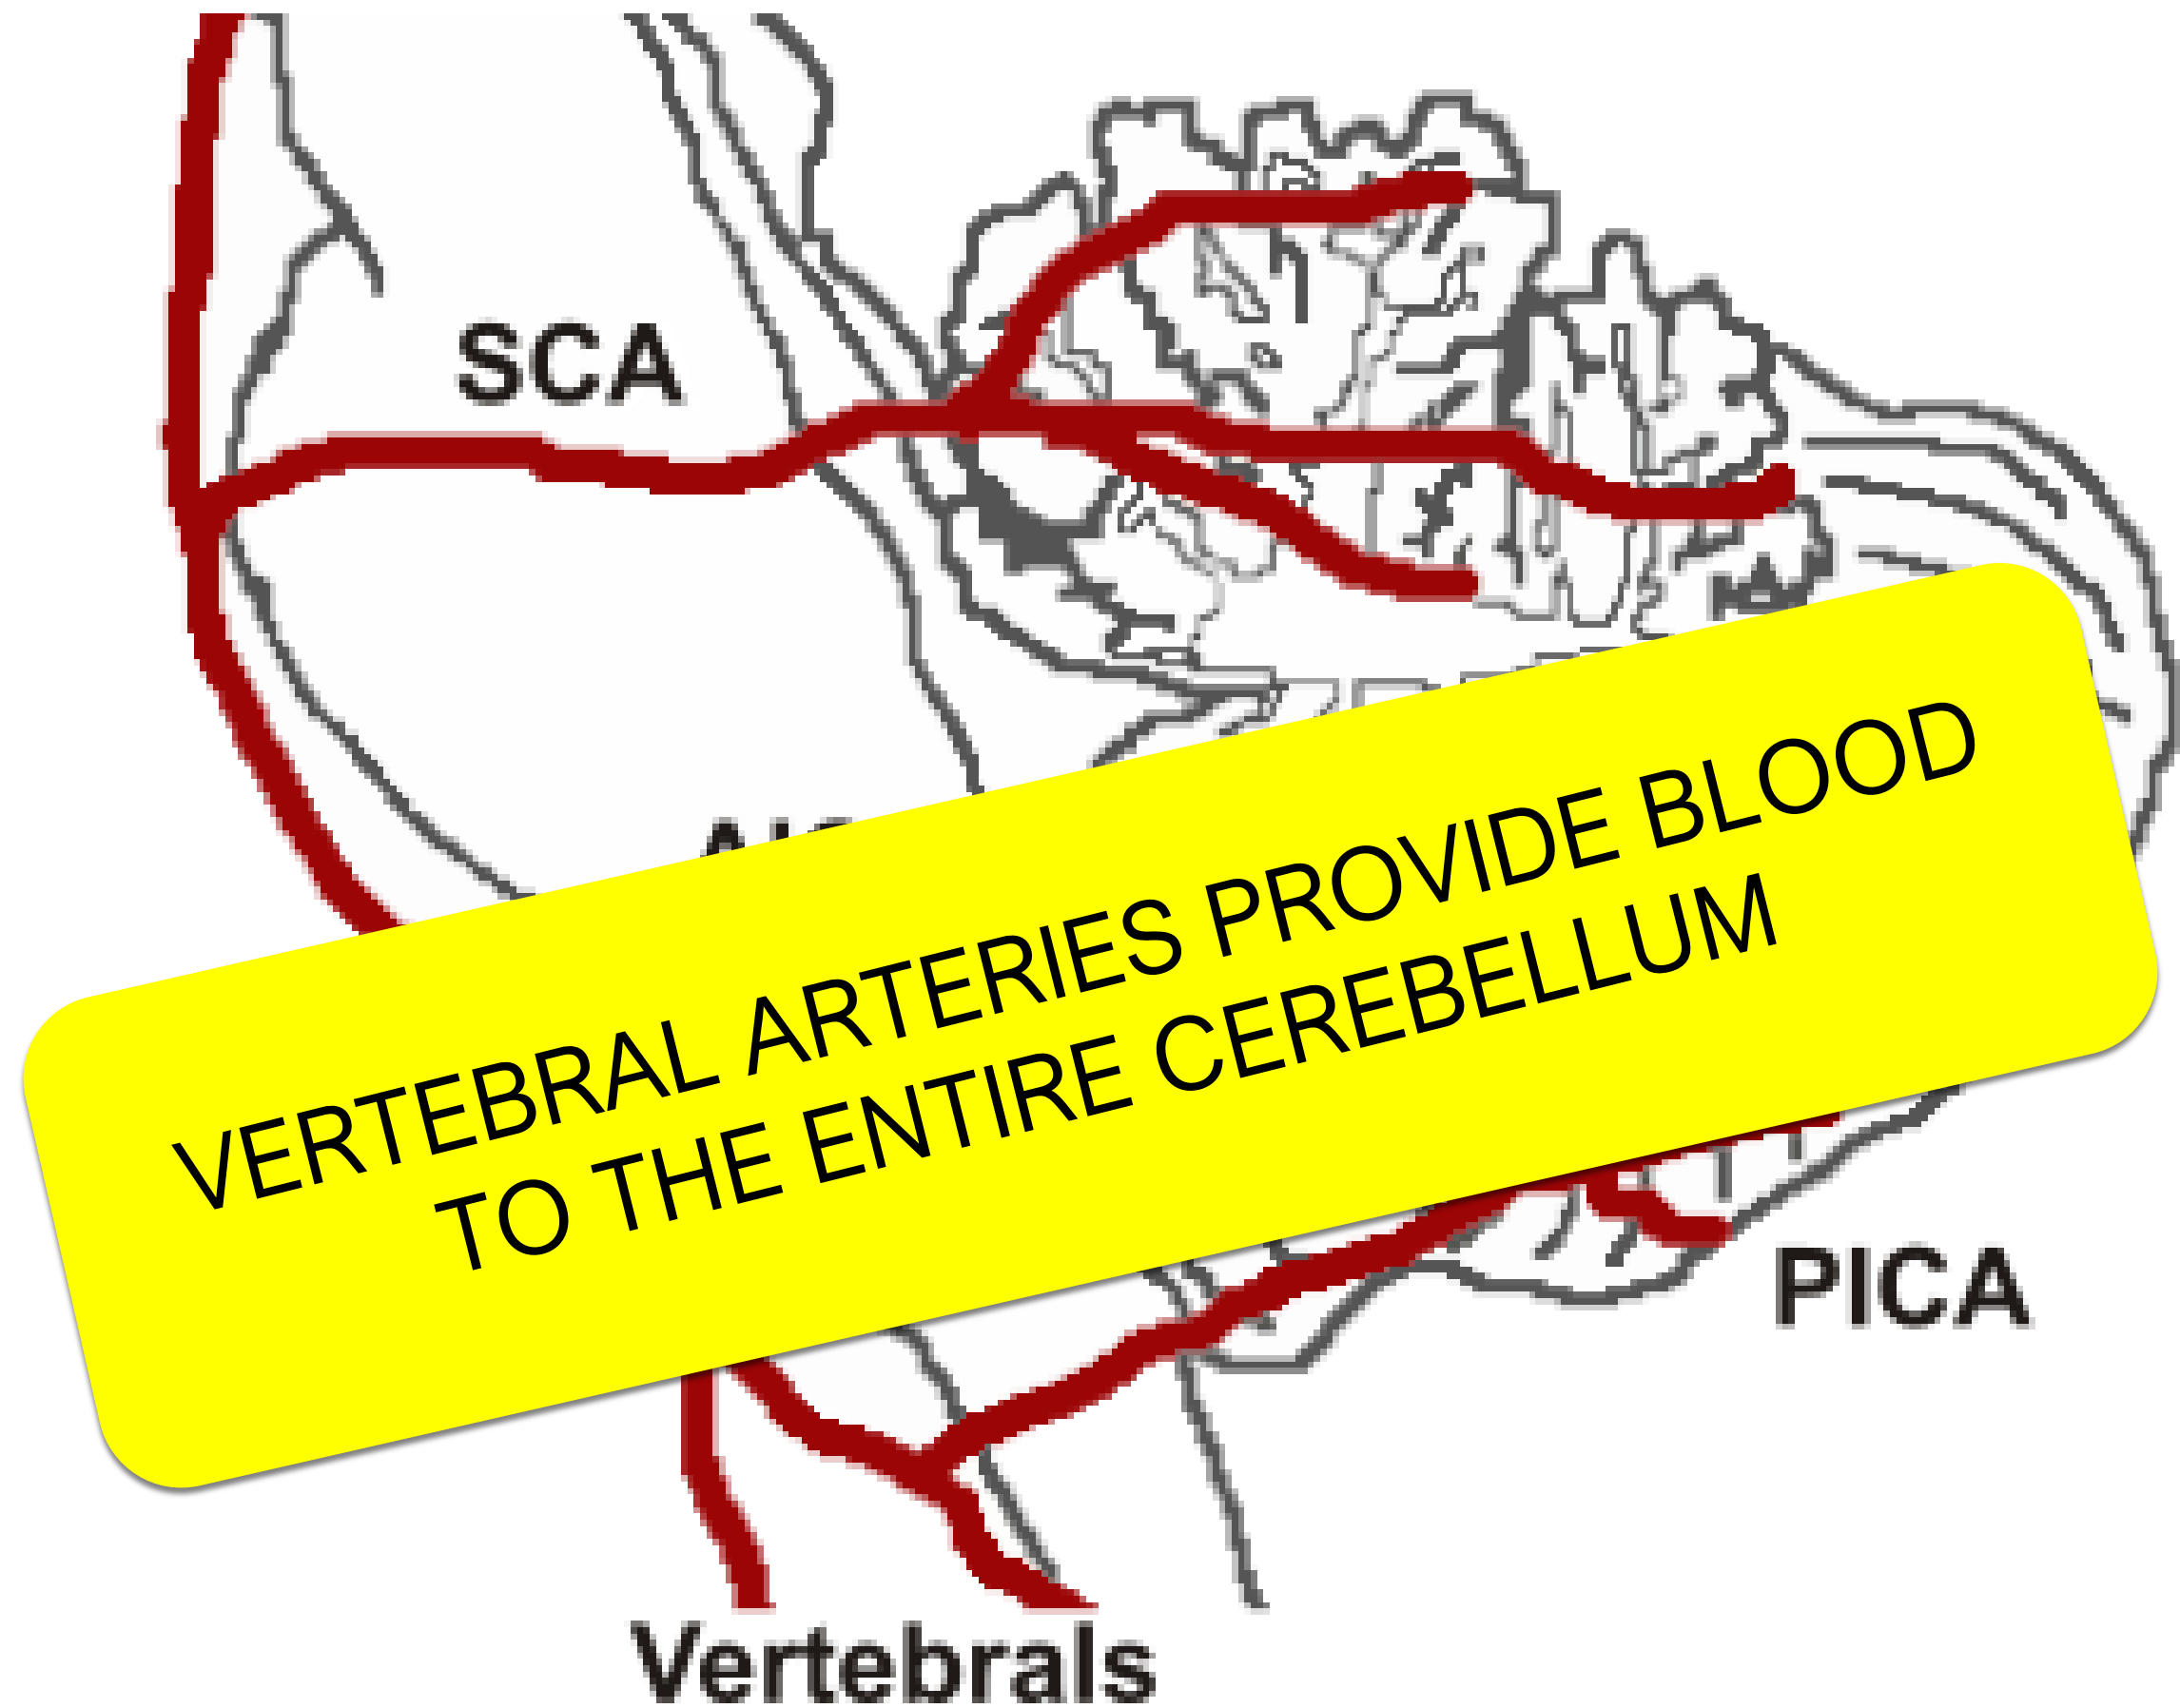 SCA
VERTEBRAL ARTERIES PROVIDE BLOOD
TO THE ENTIRE CEREBELLUM
PICA
Vertebrals